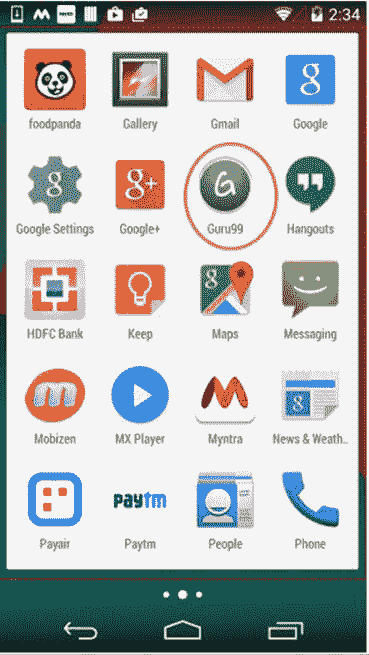 2:34
foodpanda Gallery Gmail Google
Google Settings Google+ Guru99 Hangouts
HDFC Bank Keep Maps Messaging
Mobizen MX Player Myntra News & Weath..
paytm
Payair Paytm People Phone